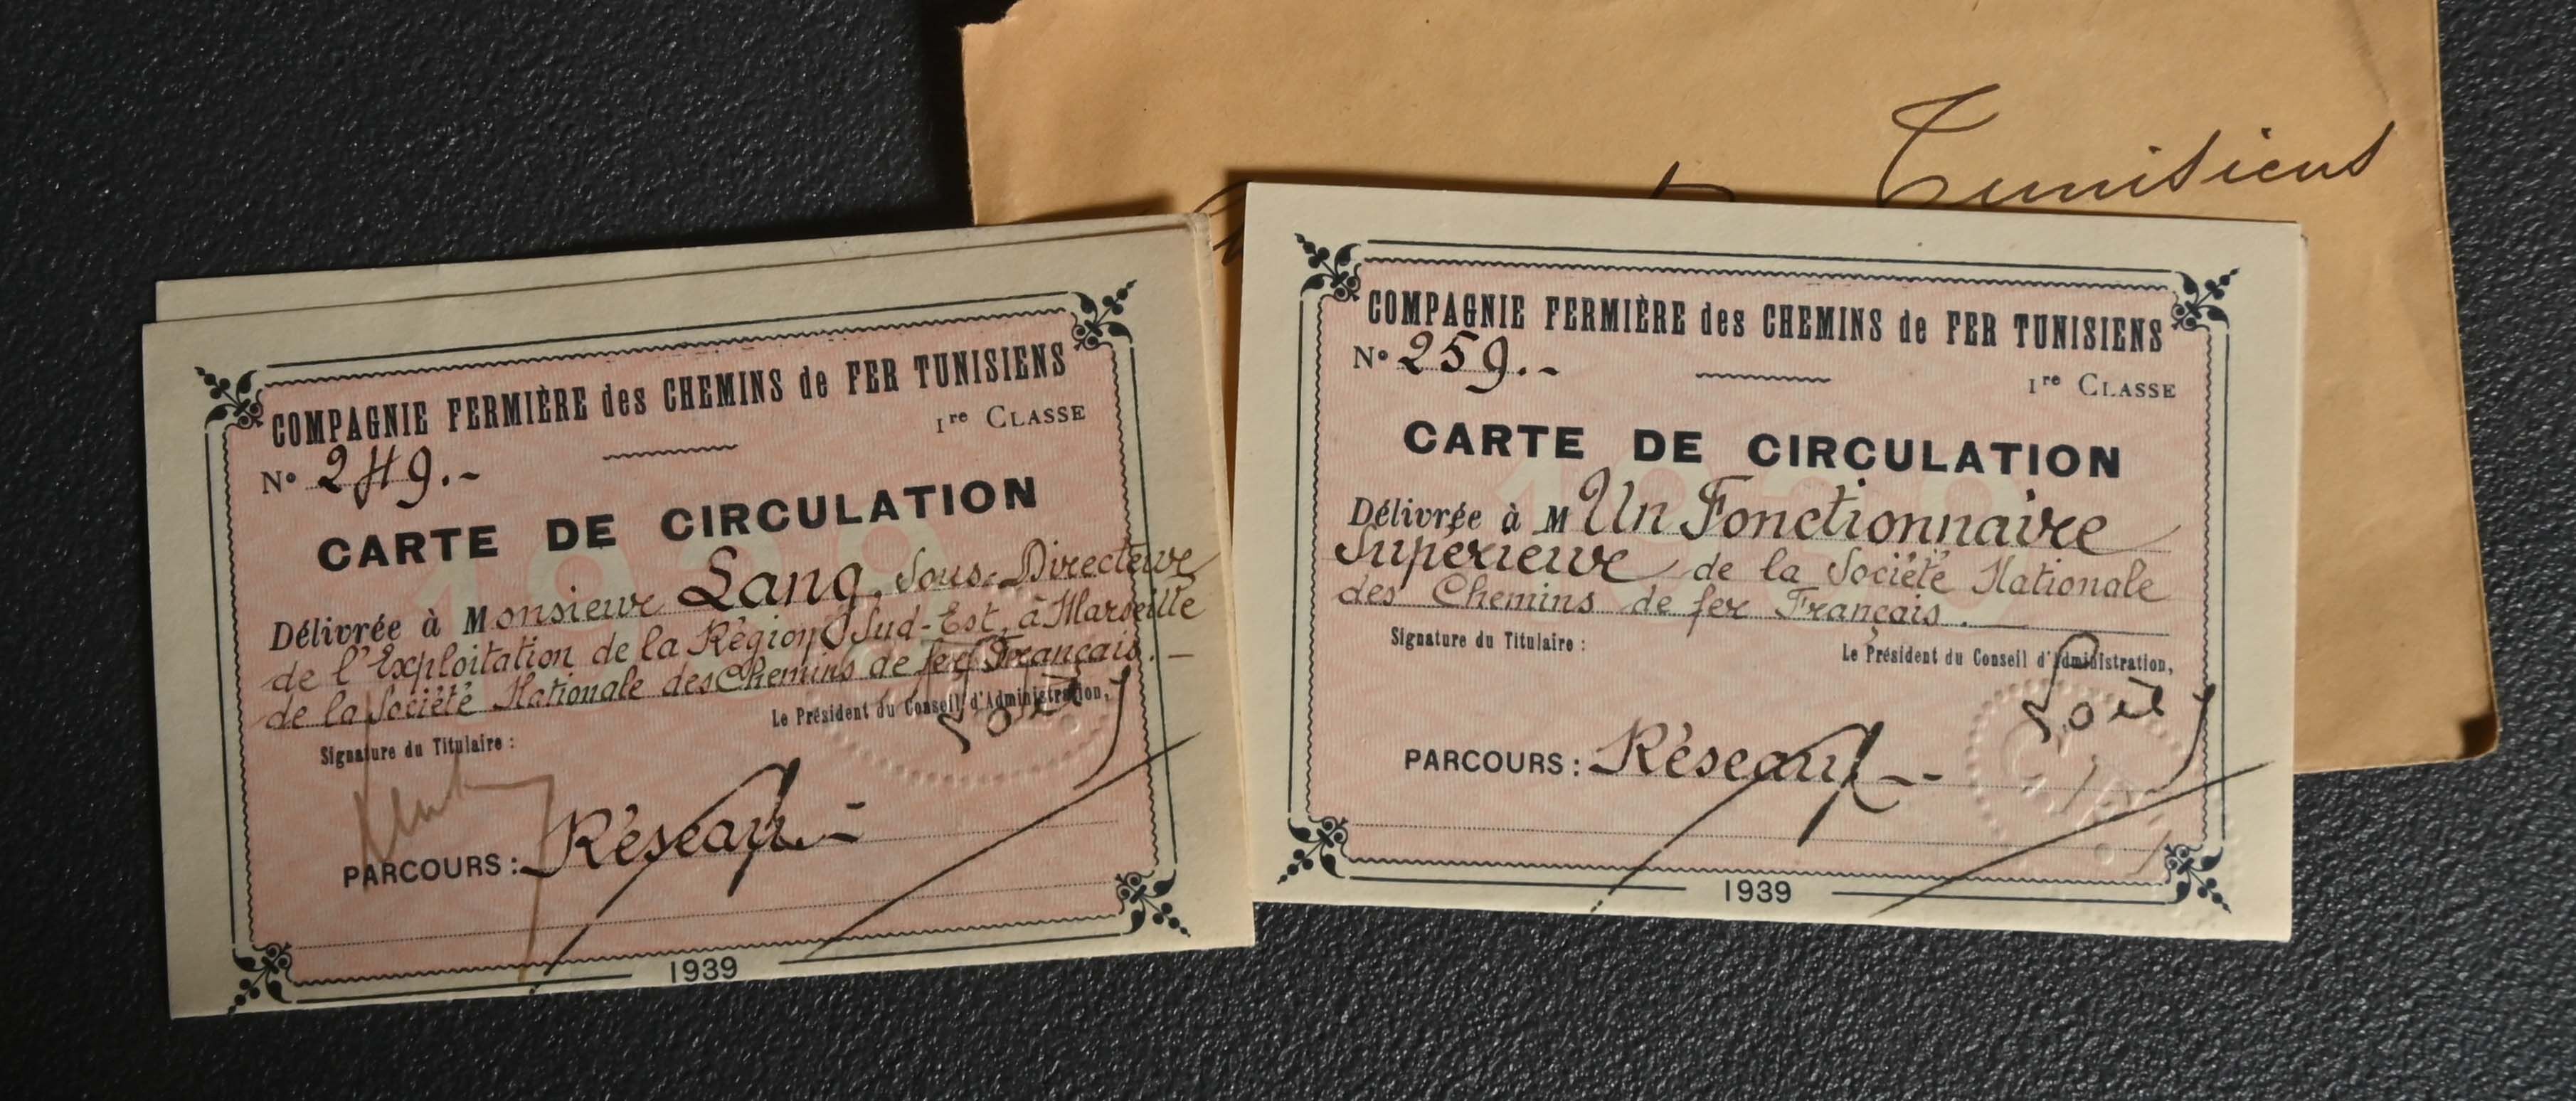 Tunisiens
COMPAGNIE FERMIÈRE des CHEMINS de FER TUNISIENS
N° 249.-
1re CLASSE
CARTE DE CIRCULATION
Délivrée à Monsieur Lang, Sous-Directeur
de l'Exploitation de la Région Sud-Est, à Marseille
de la Société Nationale des Chemins de fer Français.
Le Président du Conseil d'Administration,
Signature du Titulaire :
PARCOURS : Réseau
1939
COMPAGNIE FERMIÈRE des CHEMINS de FER TUNISIENS
N° 259.-
1re CLASSE
CARTE DE CIRCULATION
Délivrée à M Un Fonctionnaire
Supérieur de la Société Nationale
des Chemins de fer Français.
Signature du Titulaire :
Le Président du Conseil d'Administration,
PARCOURS : Réseau
1939